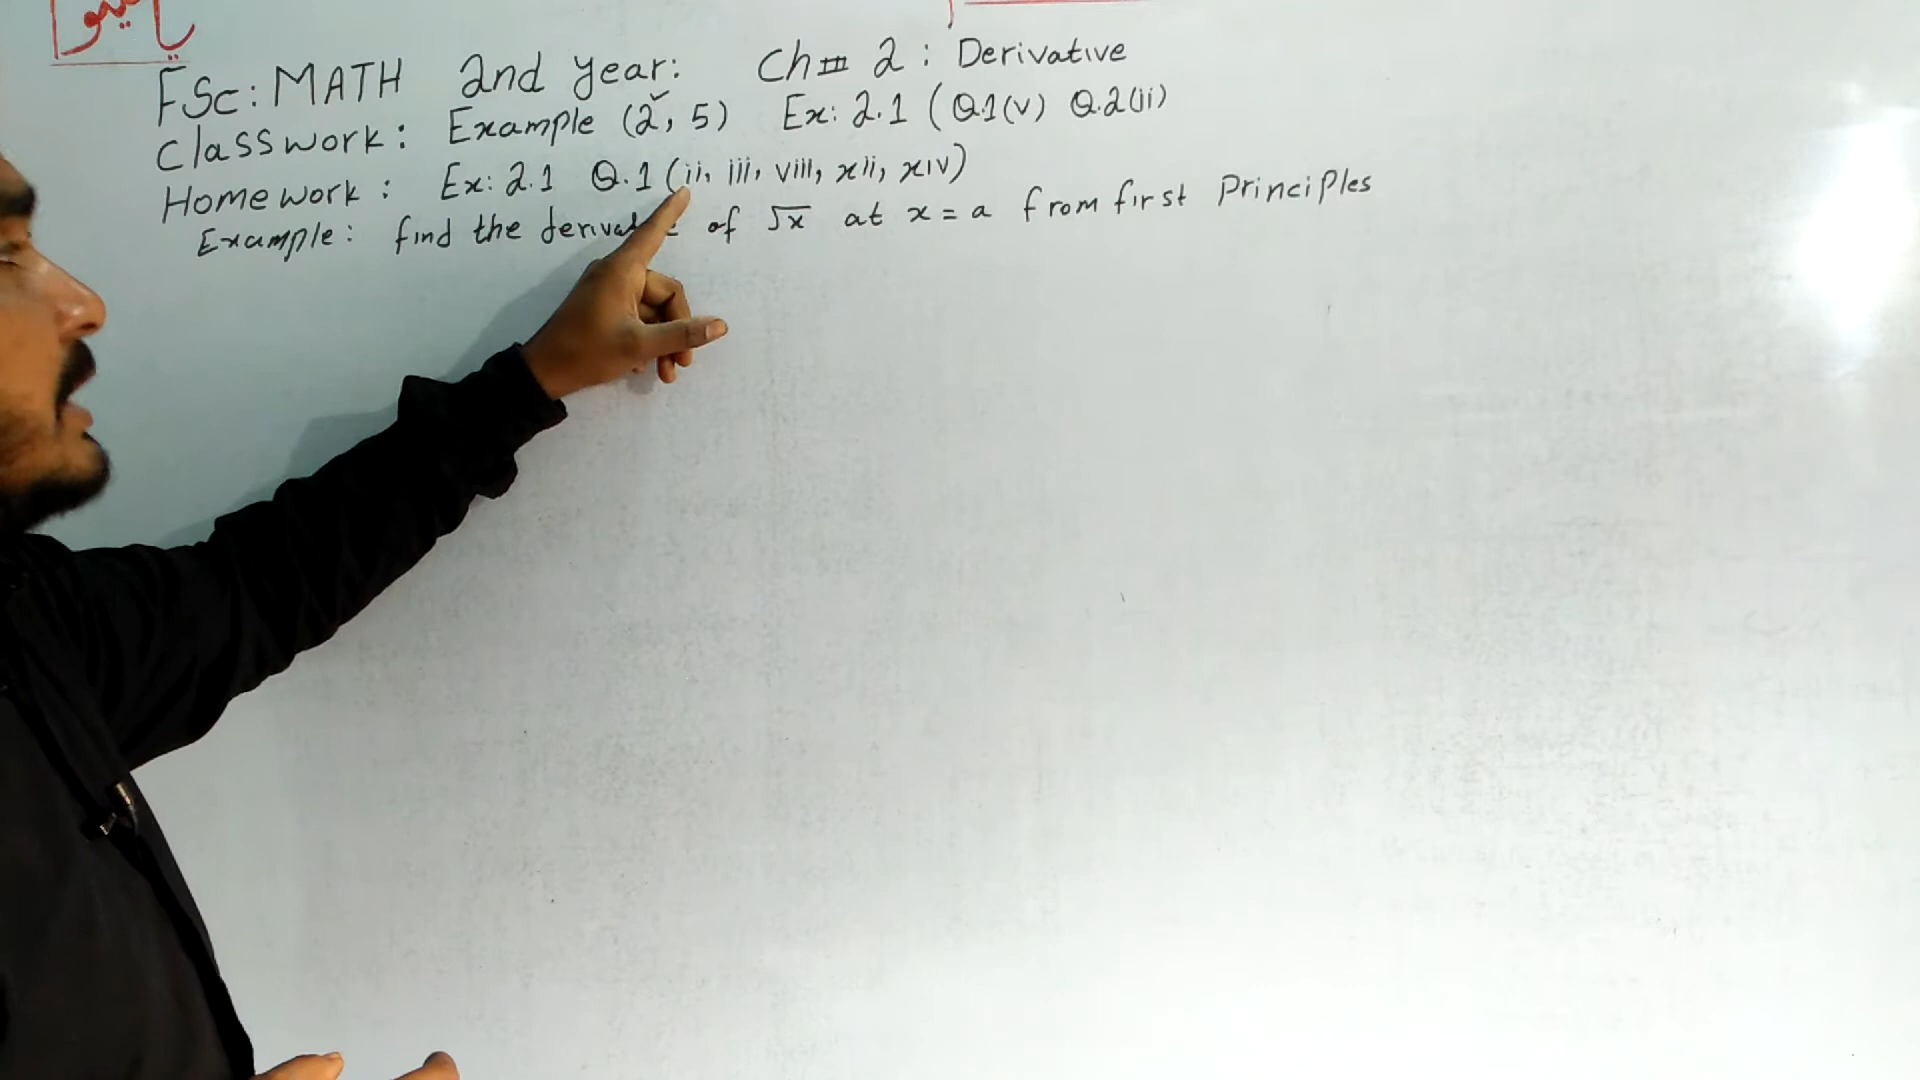 FSc: MATH 2nd year: Ch# 2: Derivative
Classwork: Example (2, 5) Ex: 2.1 (Q.1(v) Q.2(ii)
Homework: Ex: 2.1 Q.1 (ii, iii, viii, xii, xiv)
Example: find the of √x at x = a from first Principles